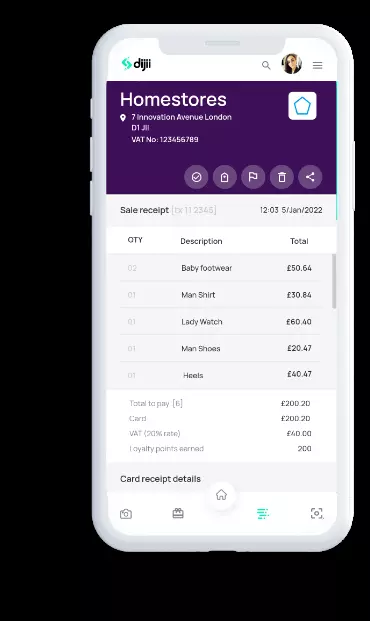 dijii
Homestores
7 Innovation Avenue London
D1 JII
VAT No: 123456789
Sale receipt [tx 11 2345] 12:03 5/Jan/2022
QTY Description Total
02 Baby footwear £50.64
01 Man Shirt £30.84
01 Lady Watch £60.40
01 Man Shoes £20.47
01 Heels £40.47
Total to pay [6] £200.20
Card £200.20
VAT (20% rate) £40.00
Loyalty points earned 200
Card receipt details